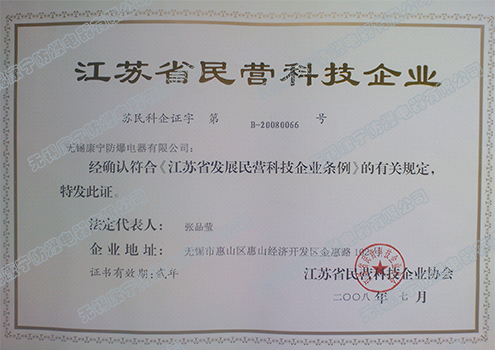 江苏省民营科技企业
苏民科企证字 第 B-20080066 号
无锡康宁防爆电器有限公司:
经确认符合《江苏省发展民营科技企业条例》的有关规定,
特发此证。
法定代表人: 张品莹
企业地址: 无锡市惠山区惠山经济开发区金惠路
证书有效期: 贰年
江苏省民营科技企业协会
二〇〇八年七月